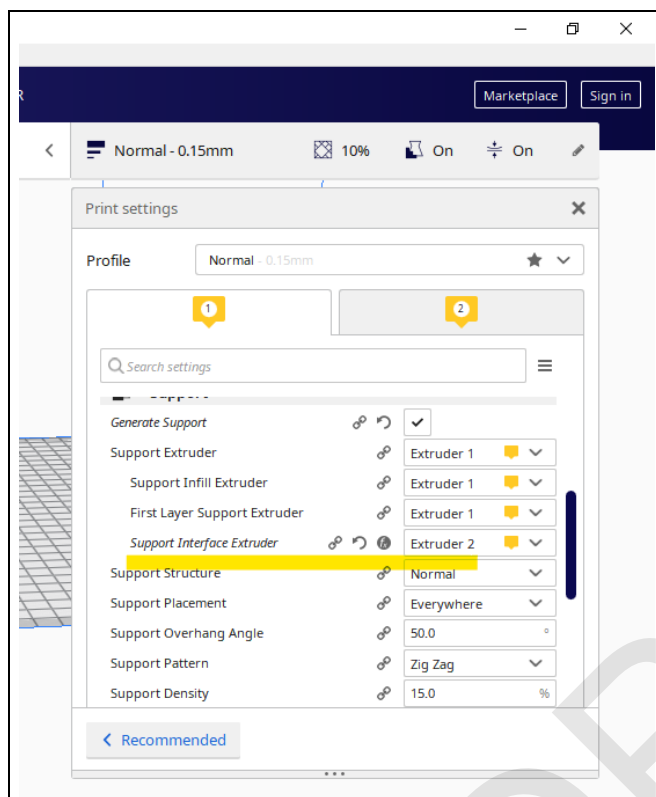 R
Marketplace
Sign in
Normal - 0.15mm
10%
On
On
Print settings
Profile
Normal - 0.15mm
1
2
Search settings
Support
Generate Support
Support Extruder
Extruder 1
Support Infill Extruder
Extruder 1
First Layer Support Extruder
Extruder 1
Support Interface Extruder
Extruder 2
Support Structure
Normal
Support Placement
Everywhere
Support Overhang Angle
50.0 °
Support Pattern
Zig Zag
Support Density
15.0 %
Recommended